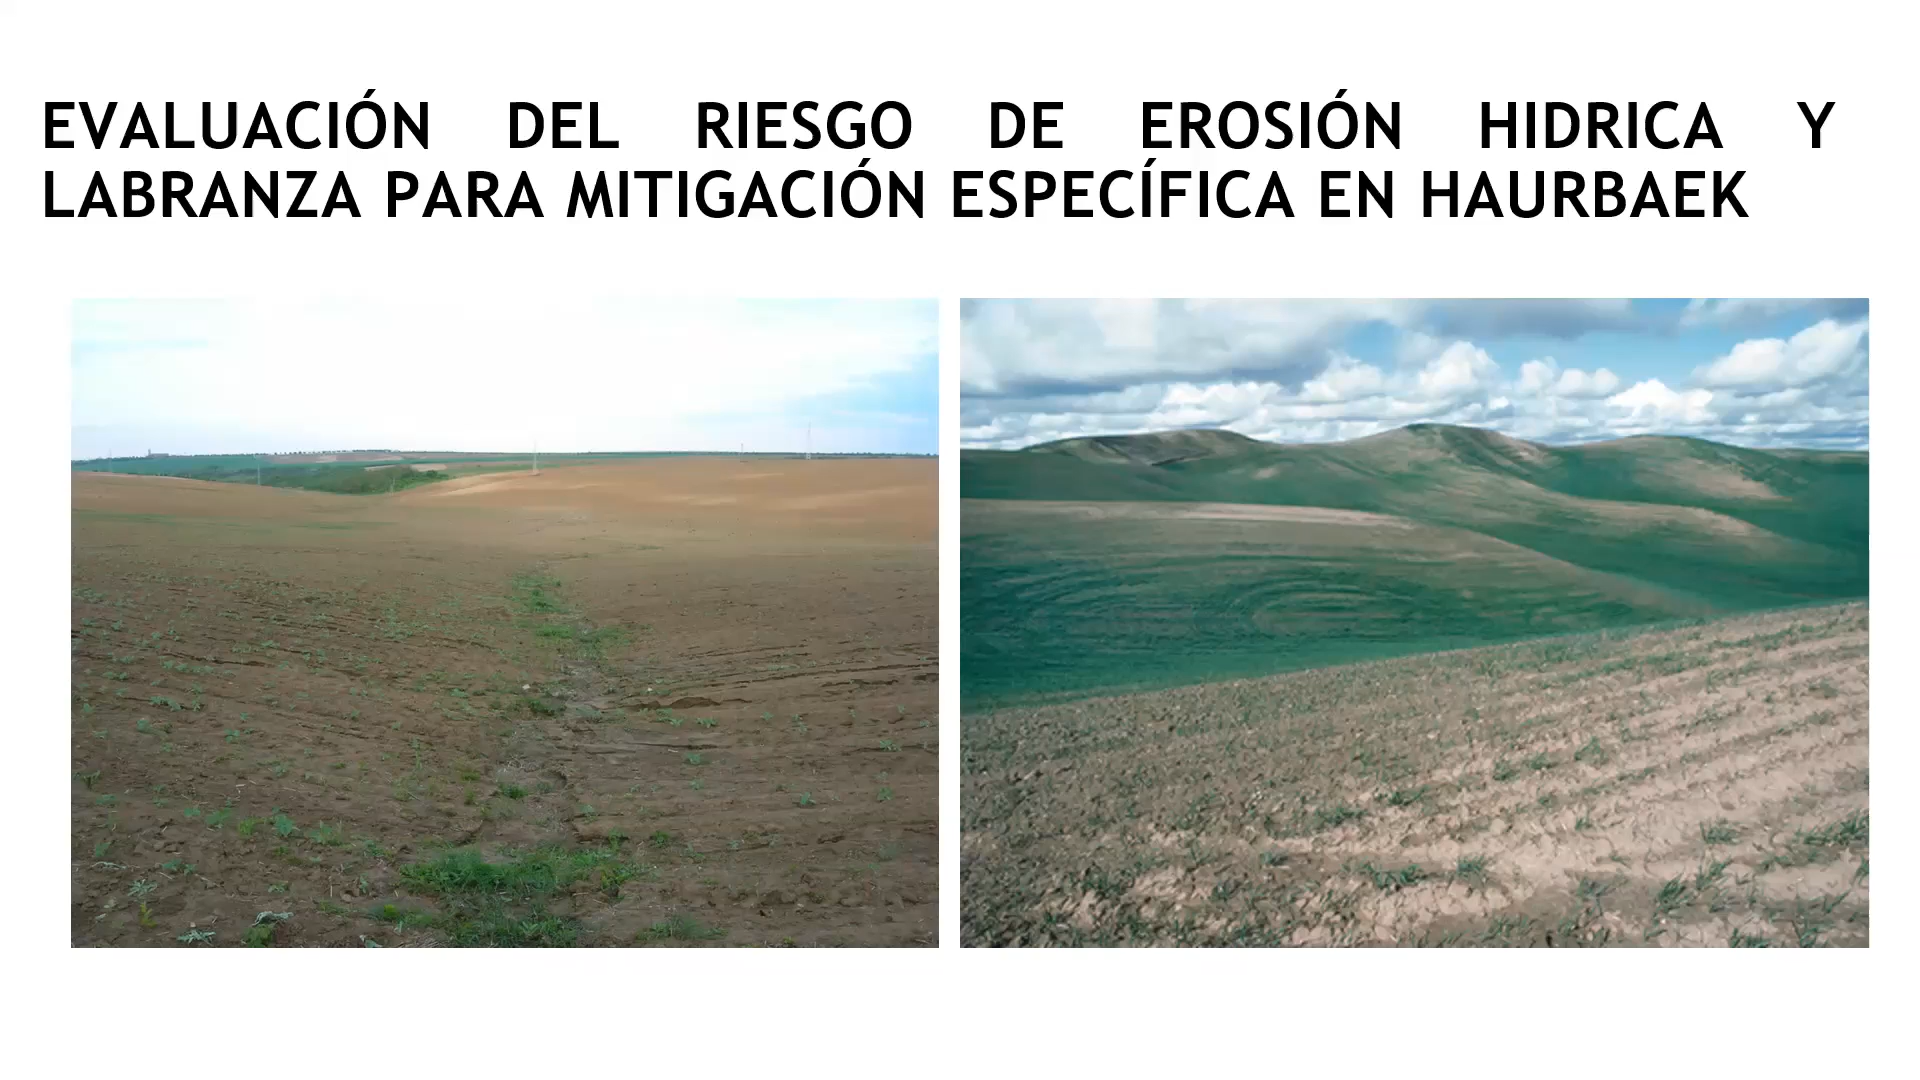 EVALUACIÓN DEL RIESGO DE EROSIÓN HIDRICA Y
LABRANZA PARA MITIGACIÓN ESPECÍFICA EN HAURBAEK